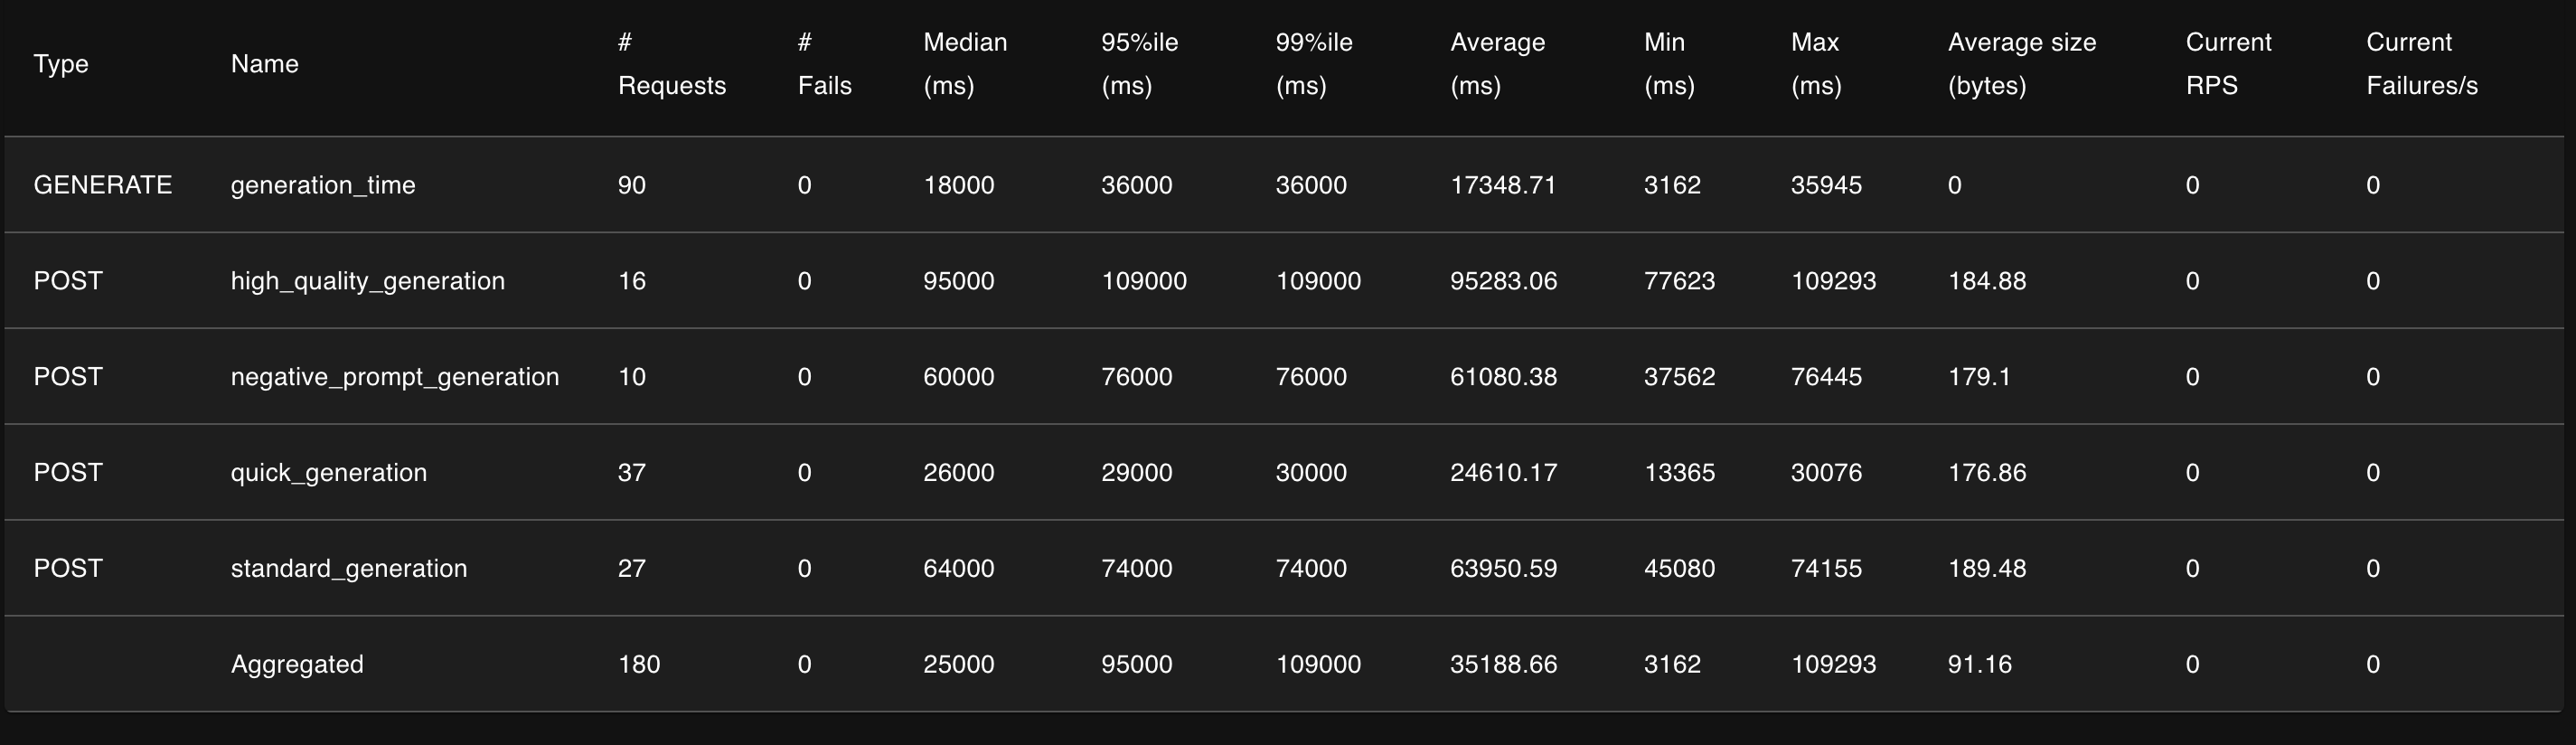 Type Name # Requests # Fails Median (ms) 95%ile (ms) 99%ile (ms) Average (ms) Min (ms) Max (ms) Average size (bytes) Current RPS Current Failures/s
GENERATE generation_time 90 0 18000 36000 36000 17348.71 3162 35945 0 0 0
POST high_quality_generation 16 0 95000 109000 109000 95283.06 77623 109293 184.88 0 0
POST negative_prompt_generation 10 0 60000 76000 76000 61080.38 37562 76445 179.1 0 0
POST quick_generation 37 0 26000 29000 30000 24610.17 13365 30076 176.86 0 0
POST standard_generation 27 0 64000 74000 74000 63950.59 45080 74155 189.48 0 0
Aggregated 180 0 25000 95000 109000 35188.66 3162 109293 91.16 0 0